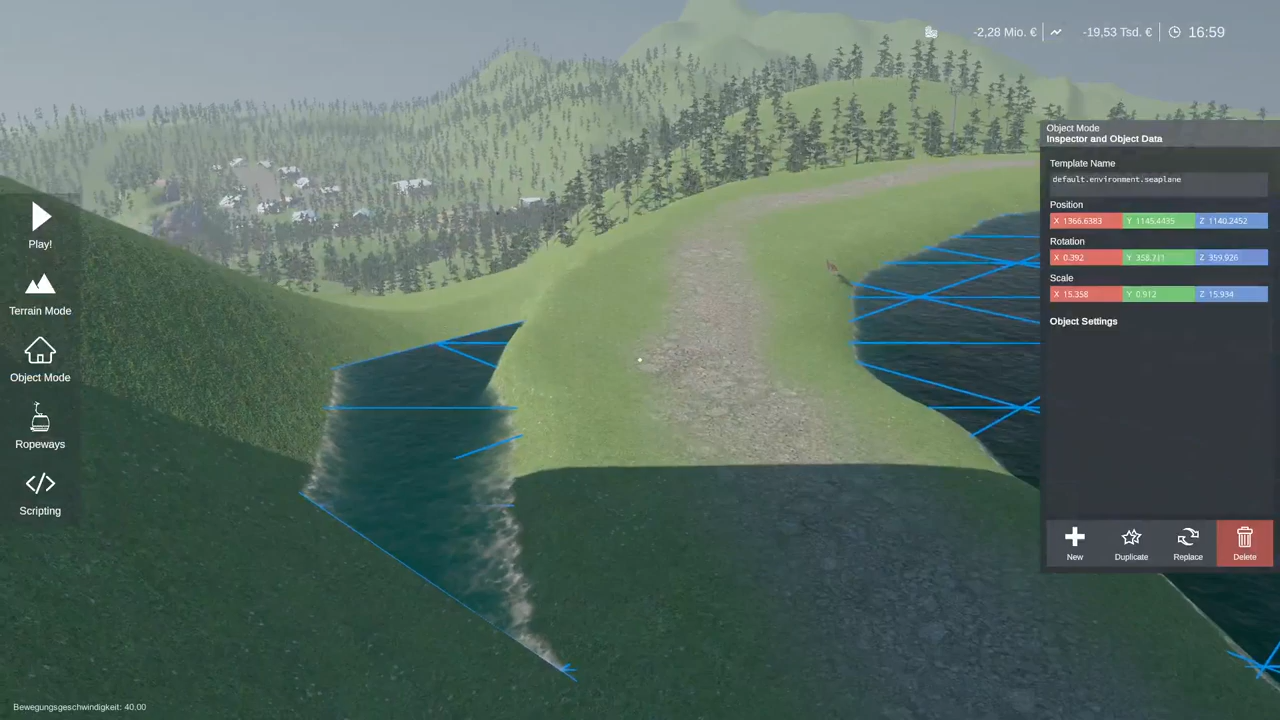 -2,28 Mio. €
-19,53 Tsd. €
16:59
Object Mode
Inspector and Object Data
Template Name
default.environment.seaplane
Position
X 1366.6383 Y 1145.4435 Z 1140.2452
Rotation
X 0.392 Y 358.711 Z 359.926
Scale
X 15.358 Y 0.912 Z 15.934
Object Settings
New Duplicate Replace Delete
Play!
Terrain Mode
Object Mode
Ropeways
Scripting
Bewegungsgeschwindigkeit: 40.00